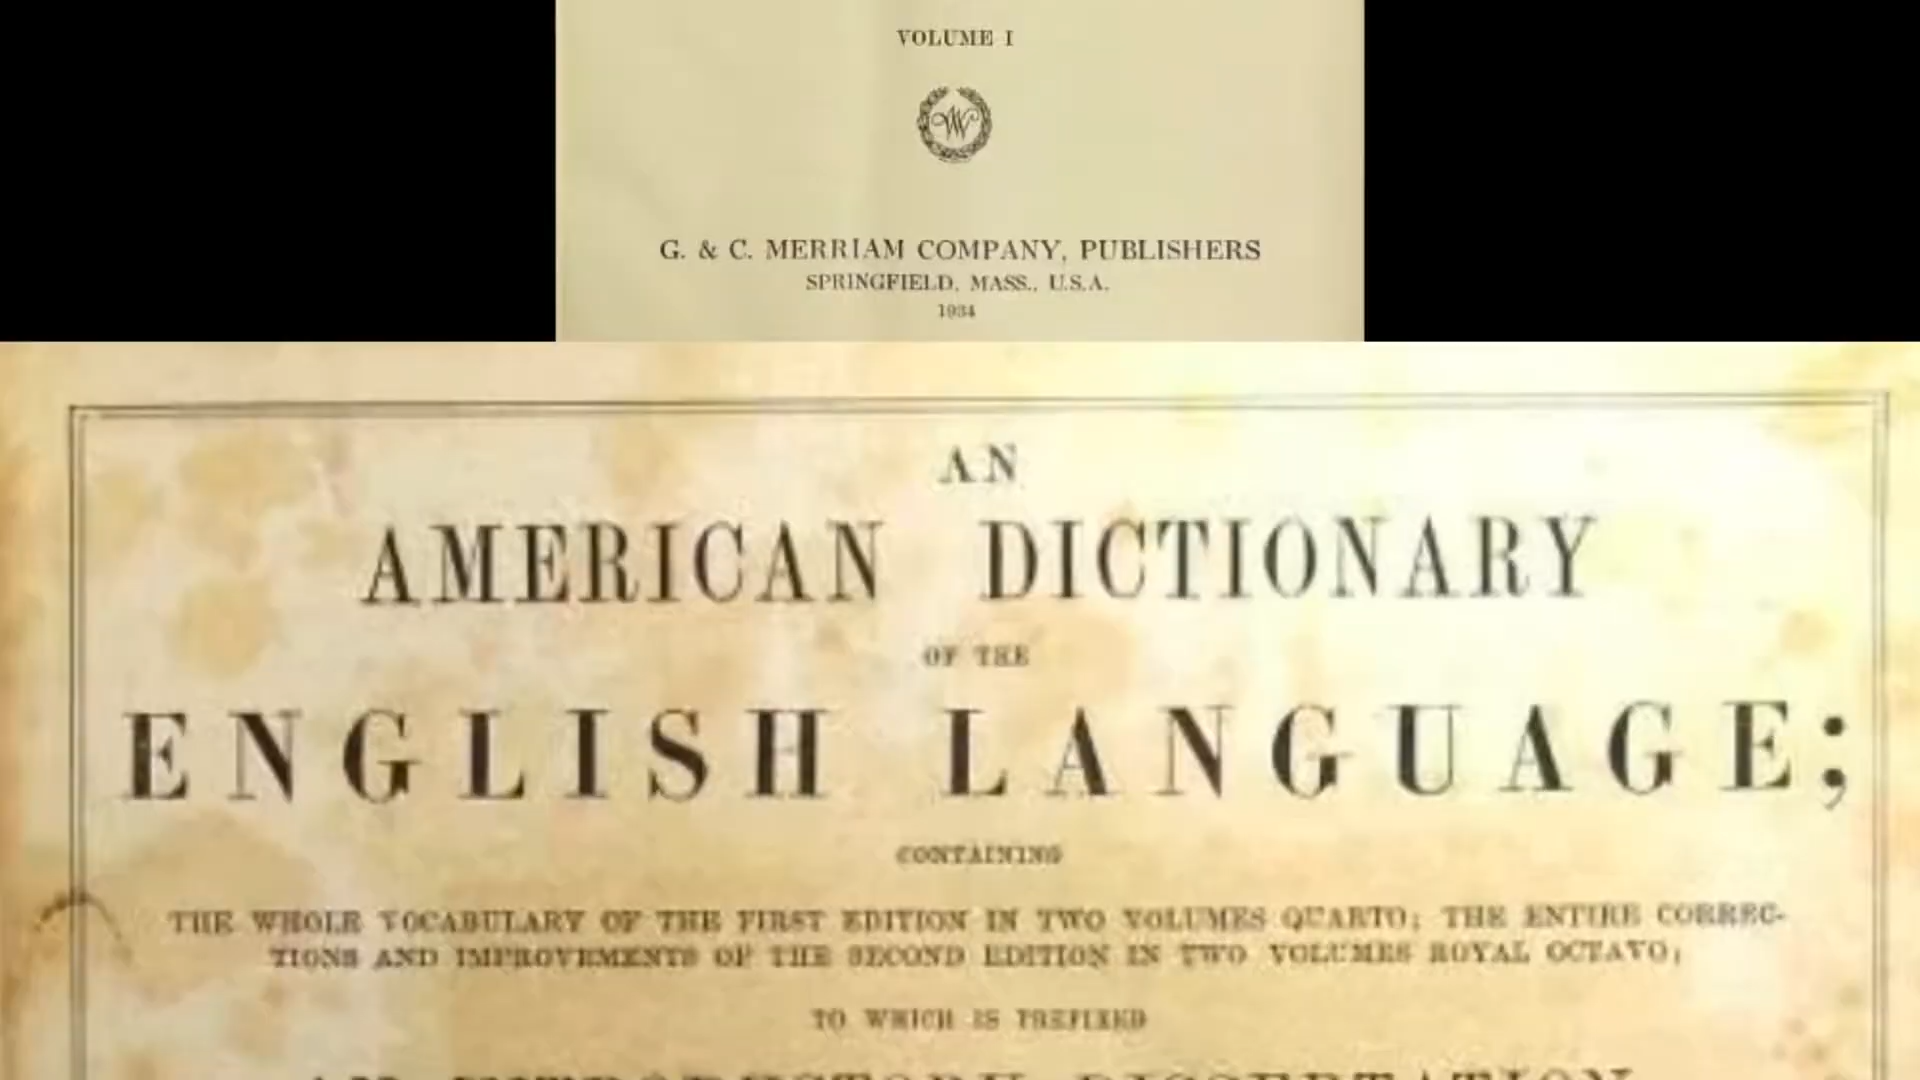 VOLUME I
W
G. & C. MERRIAM COMPANY, PUBLISHERS
SPRINGFIELD, MASS., U.S.A.
1934
AN
AMERICAN DICTIONARY
OF THE
ENGLISH LANGUAGE;
CONTAINING
THE WHOLE VOCABULARY OF THE FIRST EDITION IN TWO VOLUMES QUARTO; THE ENTIRE CORREC-
TIONS AND IMPROVEMENTS OF THE SECOND EDITION IN TWO VOLUMES ROYAL OCTAVO;
TO WHICH IS PREFIXED